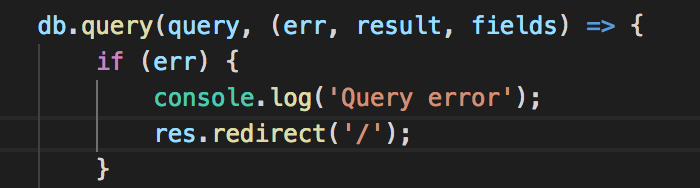 db.query(query, (err, result, fields) => {
if (err) {
console.log('Query error');
res.redirect('/');
}